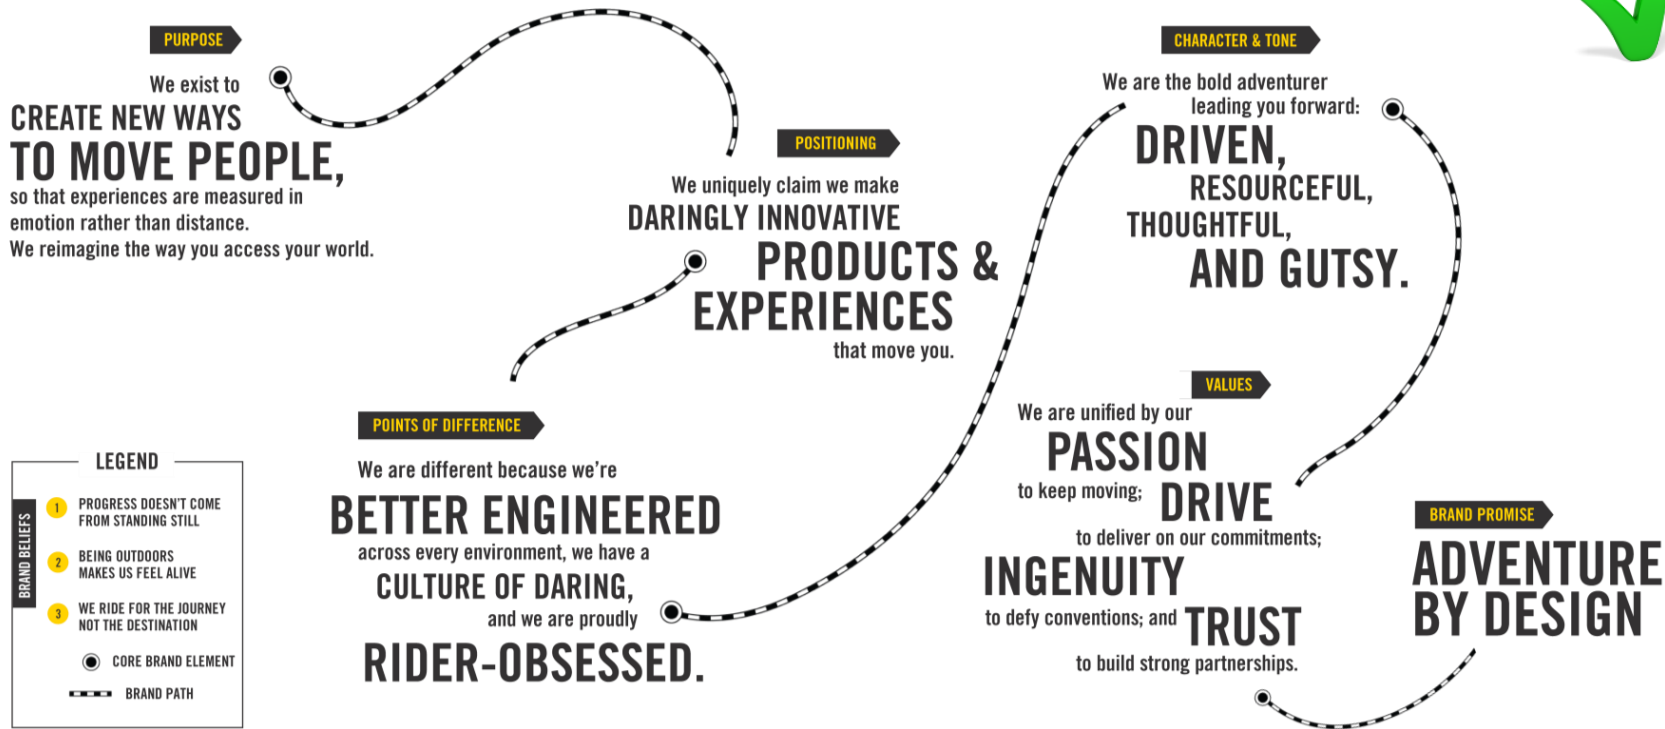 PURPOSE
We exist to
CREATE NEW WAYS
TO MOVE PEOPLE,
so that experiences are measured in
emotion rather than distance.
We reimagine the way you access your world.
POSITIONING
We uniquely claim we make
DARINGLY INNOVATIVE
PRODUCTS &
EXPERIENCES
that move you.
POINTS OF DIFFERENCE
We are different because we're
BETTER ENGINEERED
across every environment, we have a
CULTURE OF DARING,
and we are proudly
RIDER-OBSESSED.
CHARACTER & TONE
We are the bold adventurer
leading you forward:
DRIVEN,
RESOURCEFUL,
THOUGHTFUL,
AND GUTSY.
VALUES
We are unified by our
PASSION
to keep moving; DRIVE
to deliver on our commitments;
INGENUITY
to defy conventions; and TRUST
to build strong partnerships.
BRAND PROMISE
ADVENTURE
BY DESIGN
LEGEND
BRAND BELIEFS
1 PROGRESS DOESN'T COME
FROM STANDING STILL
2 BEING OUTDOORS
MAKES US FEEL ALIVE
3 WE RIDE FOR THE JOURNEY
NOT THE DESTINATION
CORE BRAND ELEMENT
BRAND PATH